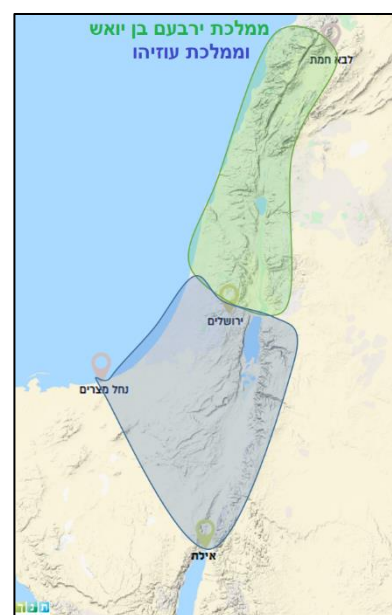 ממלכת ירבעם בן יואש
וממלכת עוזיהו
לבא חמת
ירושלים
נחל מצרים
אילת